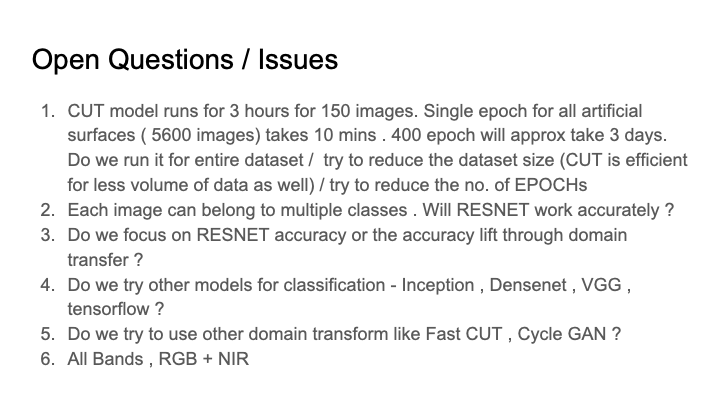 Open Questions / Issues
1. CUT model runs for 3 hours for 150 images. Single epoch for all artificial
surfaces ( 5600 images) takes 10 mins . 400 epoch will approx take 3 days.
Do we run it for entire dataset /  try to reduce the dataset size (CUT is efficient
for less volume of data as well) / try to reduce the no. of EPOCHs
2. Each image can belong to multiple classes . Will RESNET work accurately ?
3. Do we focus on RESNET accuracy or the accuracy lift through domain
transfer ?
4. Do we try other models for classification - Inception , Densenet , VGG ,
tensorflow ?
5. Do we try to use other domain transform like Fast CUT , Cycle GAN ?
6. All Bands , RGB + NIR